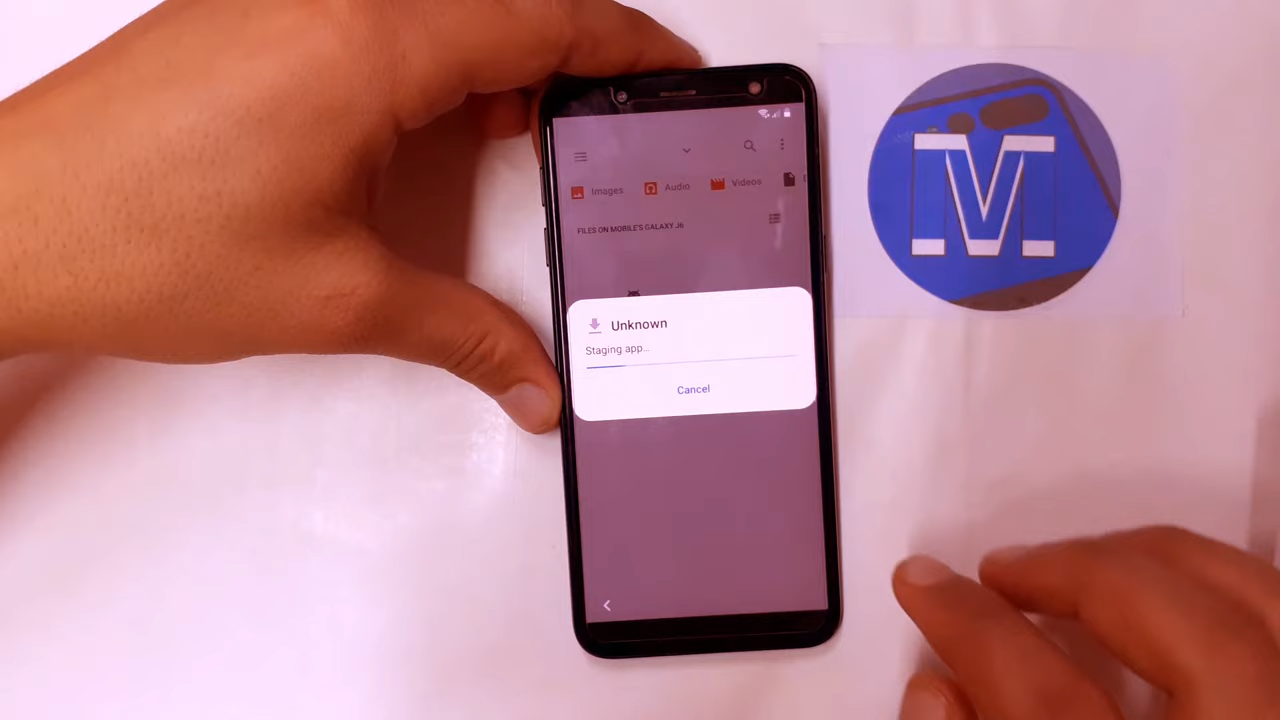 Images Audio Videos
FILES ON MOBILE'S GALAXY J6
Unknown
Staging app...
Cancel
M